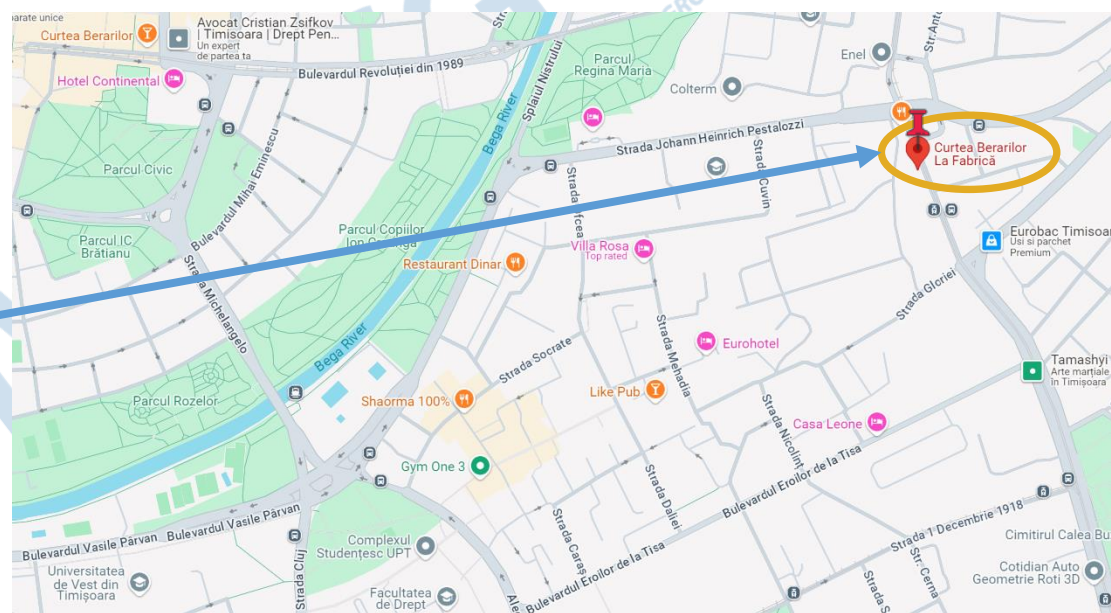 parate unice
Curtea Berarilor
Avocat Cristian Zsifkov
| Timisoara | Drept Pen...
Un expert
de partea ta
Hotel Continental
Bulevardul Revoluției din 1989
Splaiul Nistrului
Bega River
Parcul
Regina Maria
Colterm
Enel
Str.Anto
Strada Johann Heinrich Pestalozzi
Curtea Berarilor
La Fabrică
Parcul Civic
Bulevardul Mihai Eminescu
Strada Cuvin
Parcul IC
Brătianu
Parcul Copiilor
Villa Rosa
Top rated
Restaurant Dinar
Eurobac Timisoar
Usi si parchet
Premium
Strada Gloriei
Strada Michelangelo
Bega River
Strada Socrate
Strada Mehadia
Eurohotel
Tamashyi
Arte marțiale
în Timișoara
Parcul Rozelor
Shaorma 100%
Like Pub
Casa Leone
Gym One 3
Bulevardul Eroilor de la Tisa
Strada Daliei
Bulevardul Vasile Pârvan
Bulevardul Vasile Pârvan
Strada Cluj
Complexul
Studențesc UPT
Strada Caraș
Bulevardul Eroilor de la Tisa
Strada 1 Decembrie 1918
Str. Cerna
Cimitirul Calea Bu
Cotidian Auto
Geometrie Roti 3D
Universitatea
de Vest din
Timișoara
Facultatea
de Drept
Strada S